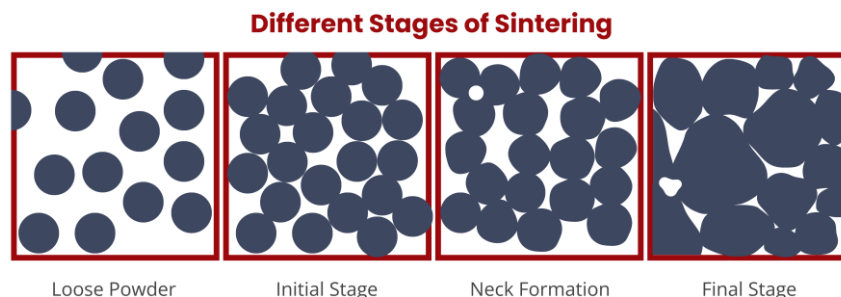 Different Stages of Sintering
Loose Powder
Initial Stage
Neck Formation
Final Stage